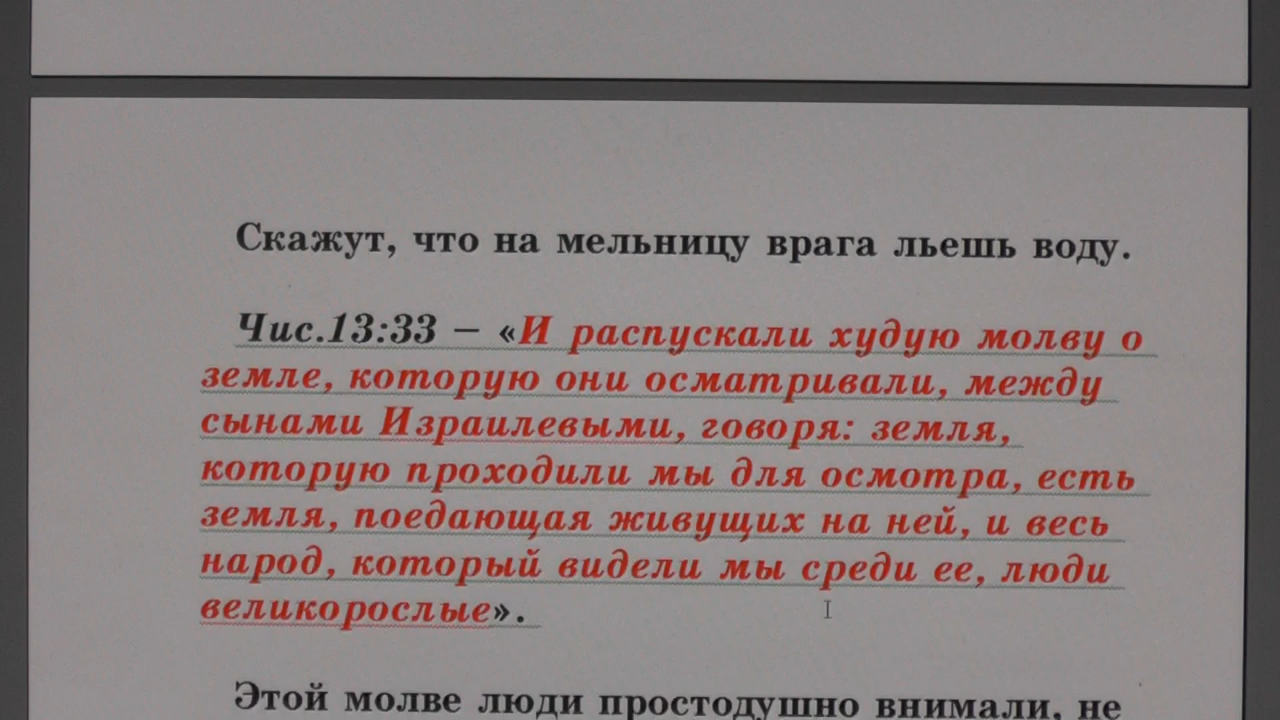 Скажут, что на мельницу врага льешь воду.
Чис.13:33 – «И распускали худую молву о
земле, которую они осматривали, между
сынами Израилевыми, говоря: земля,
которую проходили мы для осмотра, есть
земля, поедающая живущих на ней, и весь
народ, который видели мы среди ее, люди
великорослые».
Этой молве люди простодушно внимали, не